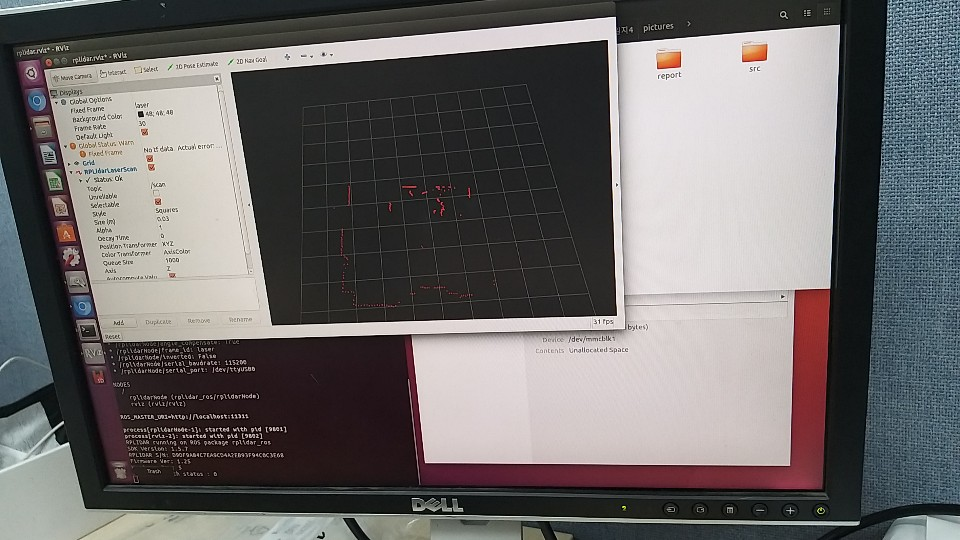 rplidar.rviz* - RViz
rplidar.rviz* - RViz
Move Camera Interact Select 2D Pose Estimate 2D Nav Goal
Displays
Global Options
Fixed Frame laser
Background Color 48; 48; 48
Frame Rate 30
Default Light
Global Status: Warn
Fixed Frame No tf data. Actual error: ...
Grid
RPLidarLaserScan
Status: Ok
Topic /scan
Unreliable
Selectable
Style Squares
Size (m) 0.03
Alpha 1
Decay Time 0
Position Transformer XYZ
Color Transformer AxisColor
Queue Size 1000
Axis Z
Add Duplicate Remove Rename
Reset
31 fps
pictures
report
src
bytes)
Device /dev/mmcblk1
Contents Unallocated Space
* /rplidarNode/angle_compensate: True
* /rplidarNode/frame_id: laser
* /rplidarNode/inverted: False
* /rplidarNode/serial_baudrate: 115200
* /rplidarNode/serial_port: /dev/ttyUSB0
NODES
/
rplidarNode (rplidar_ros/rplidarNode)
rviz (rviz/rviz)
ROS_MASTER_URI=http://localhost:11311
process[rplidarNode-1]: started with pid [9801]
process[rviz-2]: started with pid [9802]
RPLIDAR running on ROS package rplidar_ros
SDK Version: 1.5.7
RPLIDAR S/N:
Firmware Ver: 1.25
Trash
status : 0
DELL